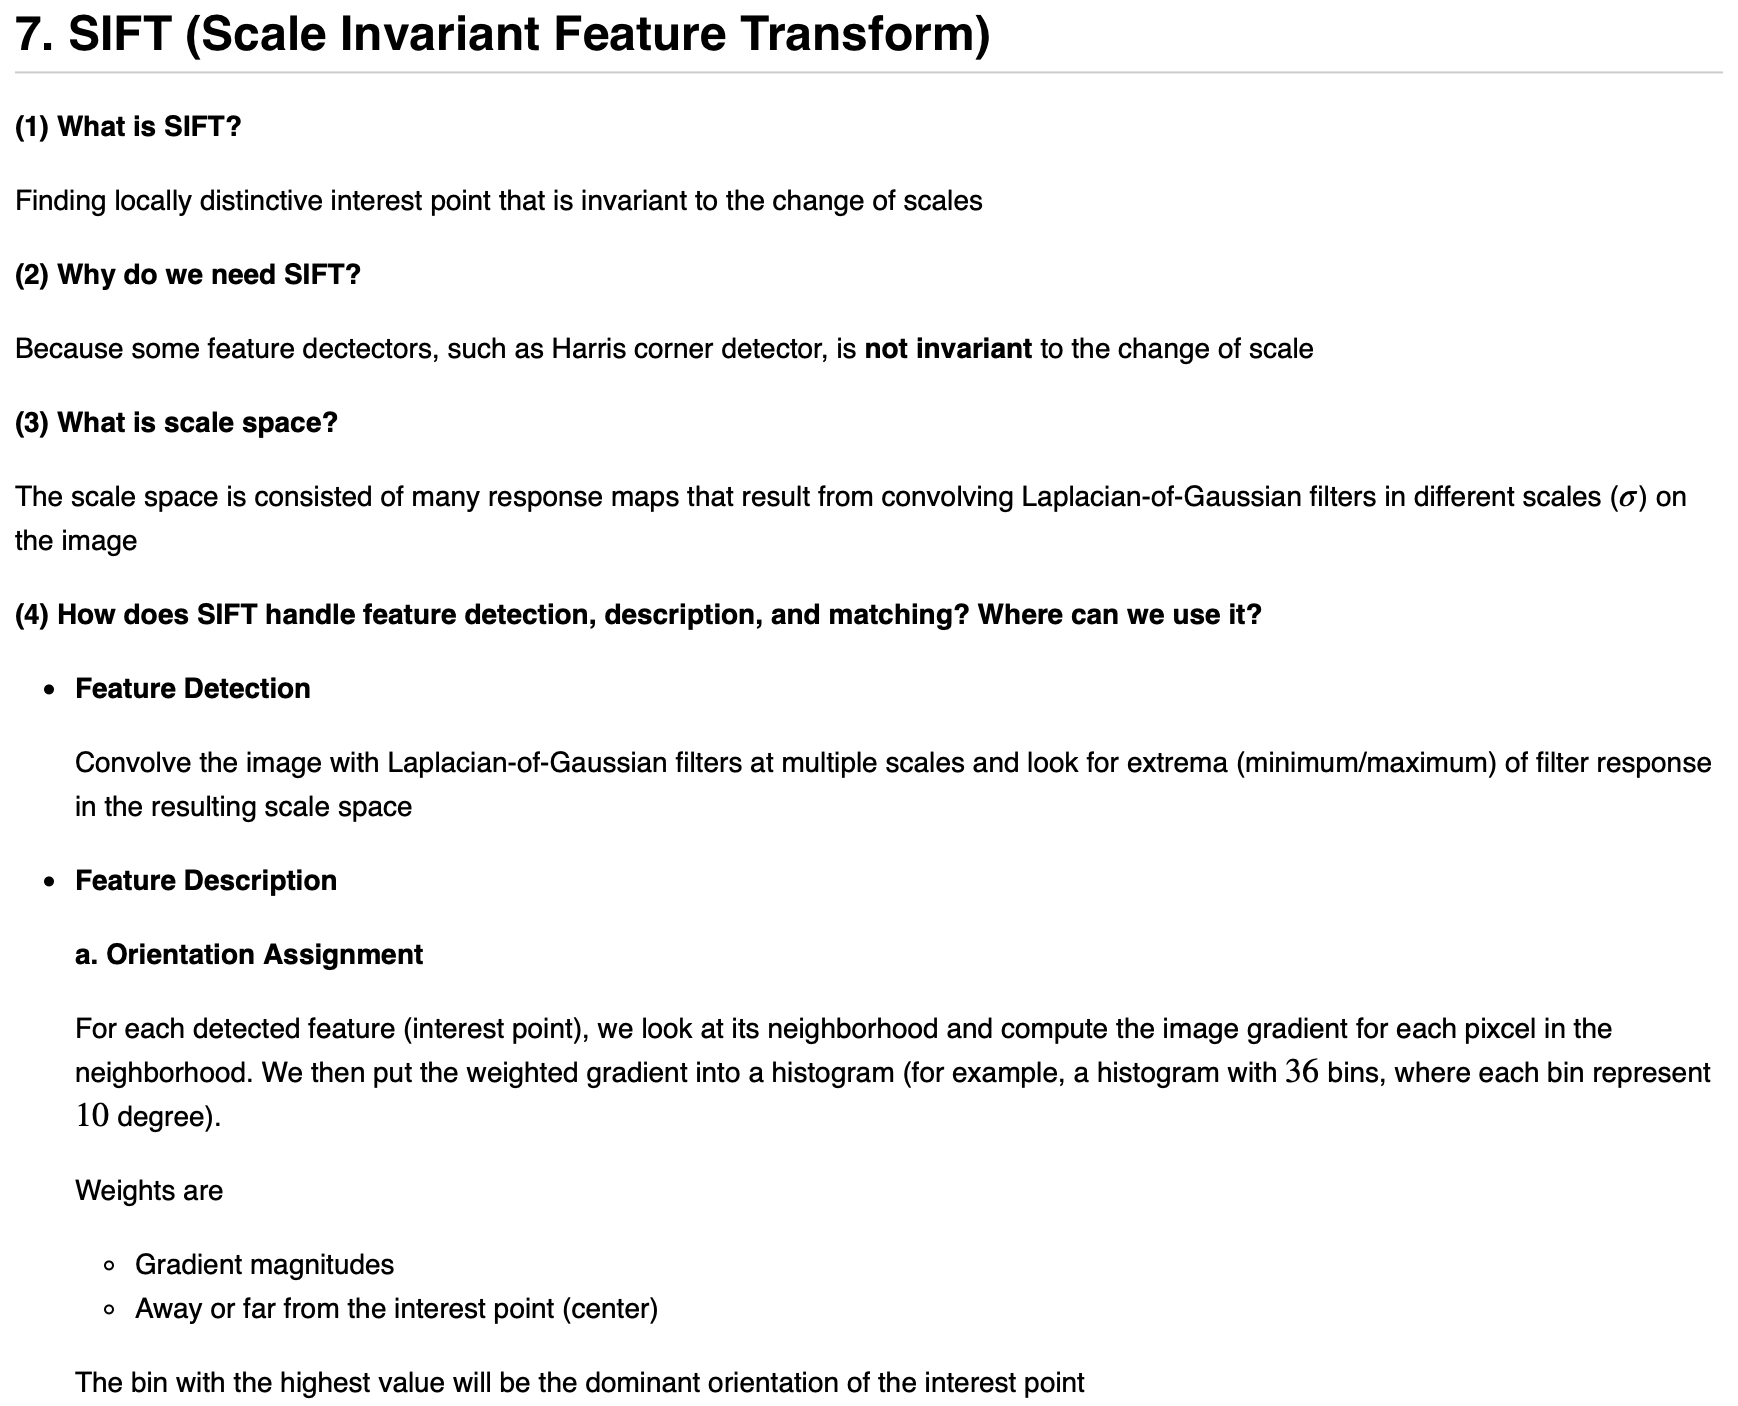 7. SIFT (Scale Invariant Feature Transform)
(1) What is SIFT?
Finding locally distinctive interest point that is invariant to the change of scales
(2) Why do we need SIFT?
Because some feature dectectors, such as Harris corner detector, is not invariant to the change of scale
(3) What is scale space?
The scale space is consisted of many response maps that result from convolving Laplacian-of-Gaussian filters in different scales (σ) on
the image
(4) How does SIFT handle feature detection, description, and matching? Where can we use it?
• Feature Detection
Convolve the image with Laplacian-of-Gaussian filters at multiple scales and look for extrema (minimum/maximum) of filter response
in the resulting scale space
• Feature Description
a. Orientation Assignment
For each detected feature (interest point), we look at its neighborhood and compute the image gradient for each pixcel in the
neighborhood. We then put the weighted gradient into a histogram (for example, a histogram with 36 bins, where each bin represent
10 degree).
Weights are
◦ Gradient magnitudes
◦ Away or far from the interest point (center)
The bin with the highest value will be the dominant orientation of the interest point